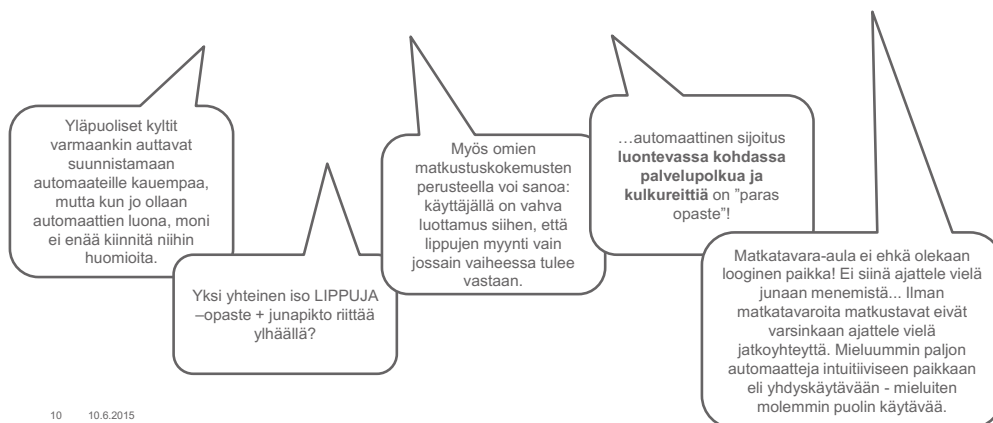 Yläpuoliset kyltit
varmaankin auttavat
suunnistamaan
automaateille kauempaa,
mutta kun jo ollaan
automaattien luona, moni
ei enää kiinnitä niihin
huomioita.
Yksi yhteinen iso LIPPUJA
–opaste + junapikto riittää
ylhäällä?
Myös omien
matkustuskokemusten
perusteella voi sanoa:
käyttäjällä on vahva
luottamus siihen, että
lippujen myynti vain
jossain vaiheessa tulee
vastaan.
…automaattinen sijoitus
luontevassa kohdassa
palvelupolkua ja
kulkureittiä on ”paras
opaste”!
Matkatavara-aula ei ehkä olekaan
looginen paikka! Ei siinä ajattele vielä
junaan menemistä... Ilman
matkatavaroita matkustavat eivät
varsinkaan ajattele vielä
jatkoyhteyttä. Mieluummin paljon
automaatteja intuitiiviseen paikkaan
eli yhdyskäytävään - mieluiten
molemmin puolin käytävää.
10 10.6.2015